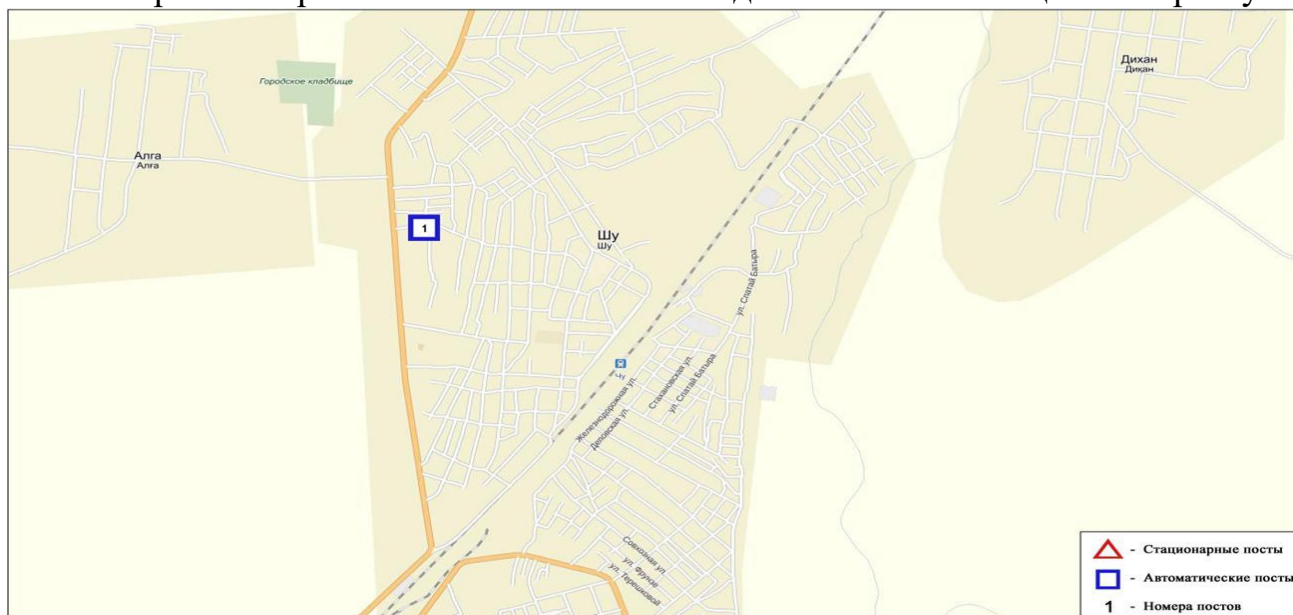 Городское кладбище
Дихан
Дихан
Алга
Алга
1
Шу
Шу
ул. Спатай Батыра
Стахановская ул.
ул. Спатай Батыра
Железнодорожная ул.
Деповская ул.
Совхозная ул.
ул. Фрунзе
ул. Терешковой
- Стационарные посты
- Автоматические посты
1 - Номера постов